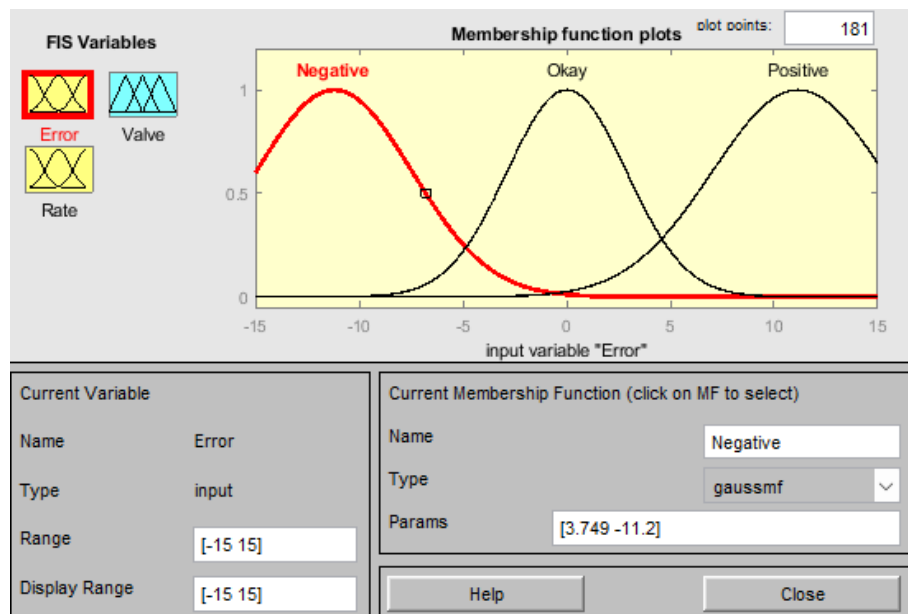 FIS Variables
Membership function plots
plot points:
181
Negative
Okay
Positive
1
0.5
0
Error
Valve
Rate
-15
-10
-5
0
5
10
15
input variable "Error"
Current Variable
Name
Error
Type
input
Range
[-15 15]
Display Range
[-15 15]
Current Membership Function (click on MF to select)
Name
Negative
Type
gaussmf
Params
[3.749 -11.2]
Help
Close